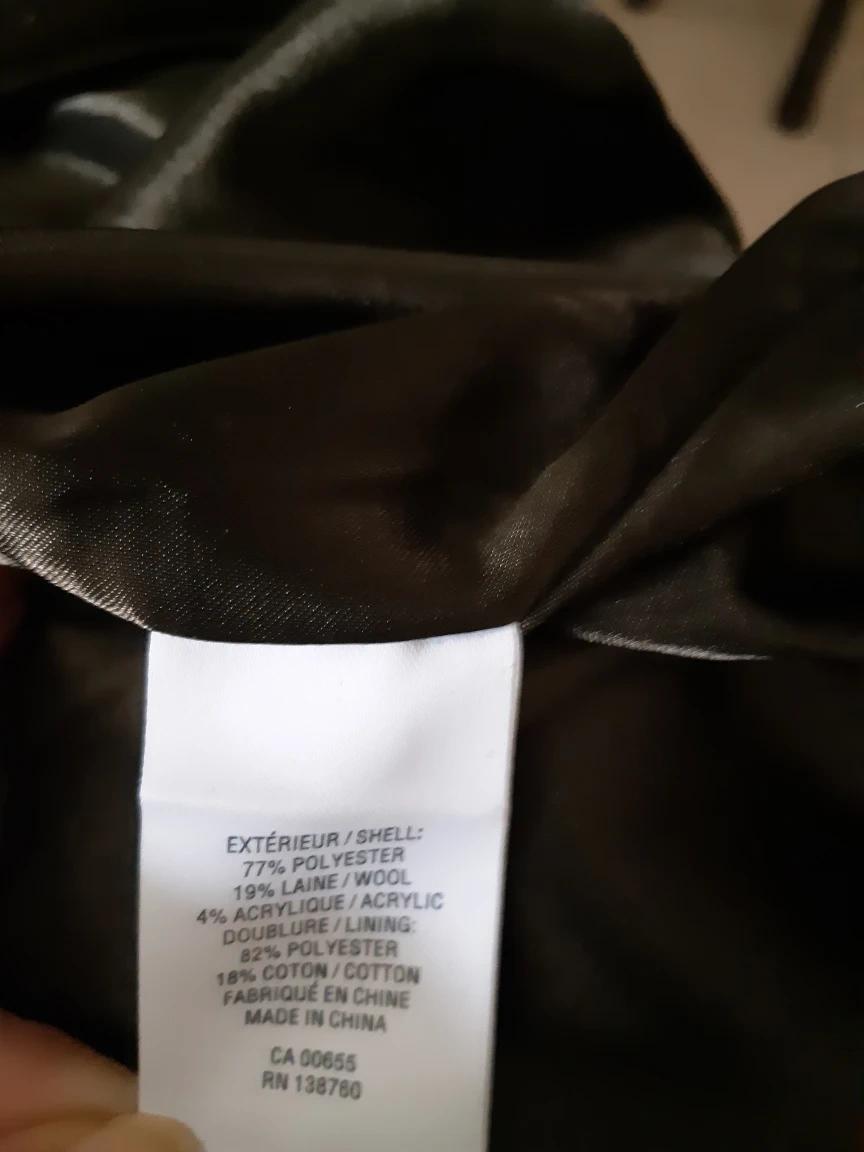 EXTÉRIEUR / SHELL:
77% POLYESTER
19% LAINE / WOOL
4% ACRYLIQUE / ACRYLIC
DOUBLURE / LINING:
82% POLYESTER
18% COTON / COTTON
FABRIQUÉ EN CHINE
MADE IN CHINA
CA 00655
RN 138760